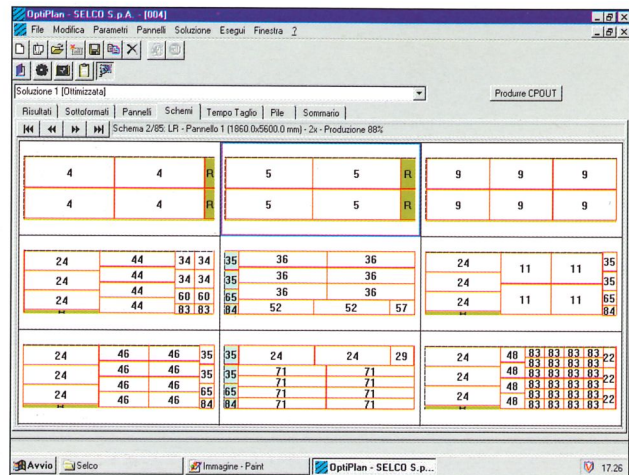 OptiPlan - SELCO S.p.A. - [004]
File Modifica Parametri Pannelli Soluzione Esegui Finestra ?
Soluzione 1 [Ottimizzata]
Produrre CPOUT
Risultati Sottoformati Pannelli Schemi Tempo Taglio Pile Sommario
Schema 2/85: LR - Pannello 1 (1860.0x5600.0 mm) - 2x - Produzione 88%
4 4 R 5 5 R 9 9 9
4 4 R 5 5 R 9 9 9
24 44 34 34 35 36 36 24 11 11 35
24 44 34 34 35 36 36 24 35
44 60 60 65 36 36 11 11 65
24 44 83 83 84 52 52 57 24 84
24 46 46 35 35 24 24 29 24 48 83 83 83 83 22
24 46 46 35 35 71 71 24 48 83 83 83 83 22
46 46 65 65 71 71 48 83 83 83 83 22
24 46 46 84 84 71 71 24 48 83 83 83 83 22
71 71
Avvio Selco Immagine - Paint OptiPlan - SELCO S.p... 17.26